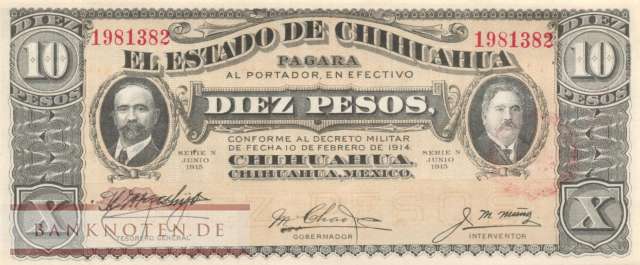 DIEZ DIEZ
1981382 1981382
EL ESTADO DE CHIHUAHUA
10 10
PESOS PESOS
PAGARA
AL PORTADOR, EN EFECTIVO
DIEZ PESOS.
CONFORME AL DECRETO MILITAR
DE FECHA 10 DE FEBRERO DE 1914.
SERIE N SERIE N
JUNIO JUNIO
1915 1915
CHIHUAHUA,
CHIHUAHUA, MEXICO.
X X
BANKNOTEN.DE
TESORERO GENERAL
M. Chao
GOBERNADOR
J. M. Muñoz
INTERVENTOR